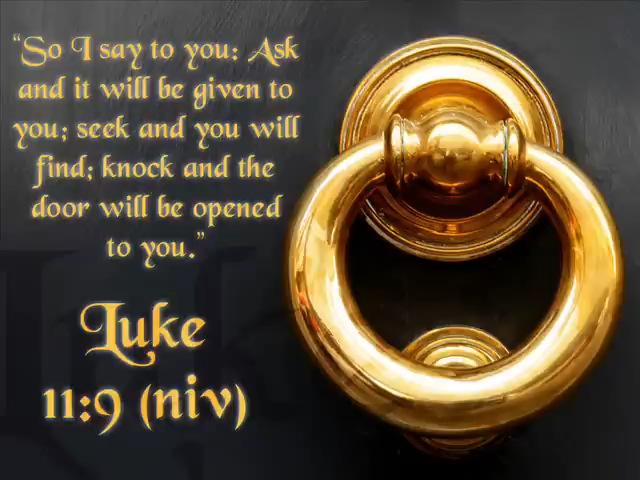 "So I say to you: Ask
and it will be given to
you; seek and you will
find; knock and the
door will be opened
to you."
Luke
11:9 (niv)